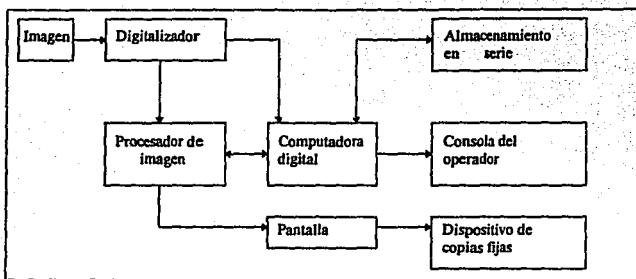 Imagen
Digitalizador
Almacenamiento
en serie
Procesador de
imagen
Computadora
digital
Consola del
operador
Pantalla
Dispositivo de
copias fijas